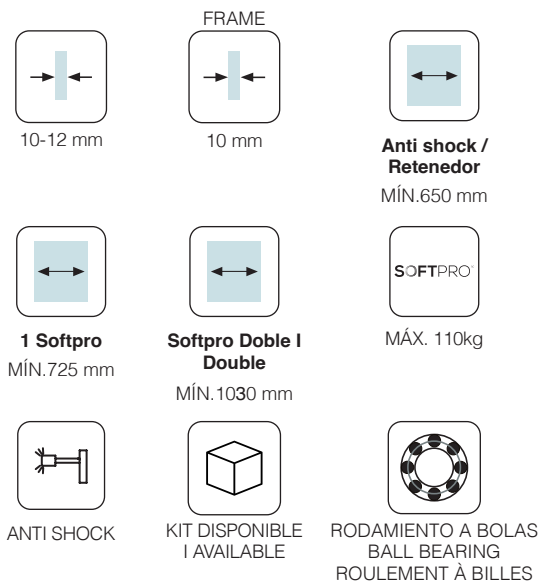 FRAME
10-12 mm
10 mm
Anti shock /
Retenedor
MÍN.650 mm
1 Softpro
MÍN.725 mm
Softpro Doble I
Double
MÍN.1030 mm
SOFTPRO
MÁX. 110kg
ANTI SHOCK
KIT DISPONIBLE
I AVAILABLE
RODAMIENTO A BOLAS
BALL BEARING
ROULEMENT À BILLES